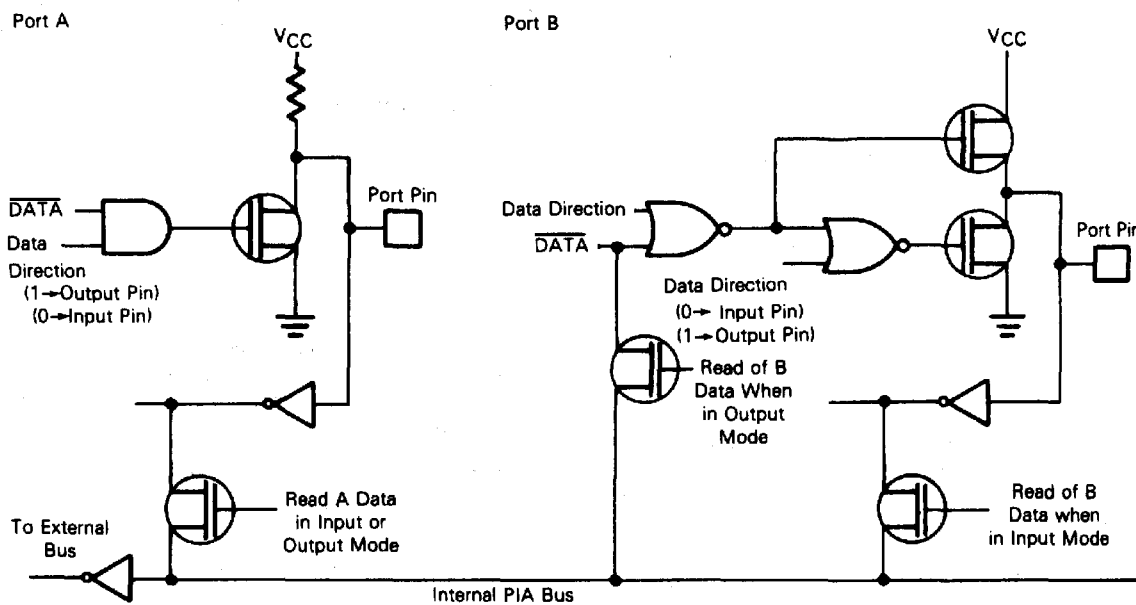 Port A
VCC
DATA
Data
Direction
(1→Output Pin)
(0→Input Pin)
Port Pin
Read A Data
in Input or
Output Mode
To External
Bus
Internal PIA Bus
Port B
VCC
Data Direction
DATA
Data Direction
(0→ Input Pin)
(1→Output Pin)
Port Pin
Read of B
Data When
in Output
Mode
Read of B
Data when
in Input Mode